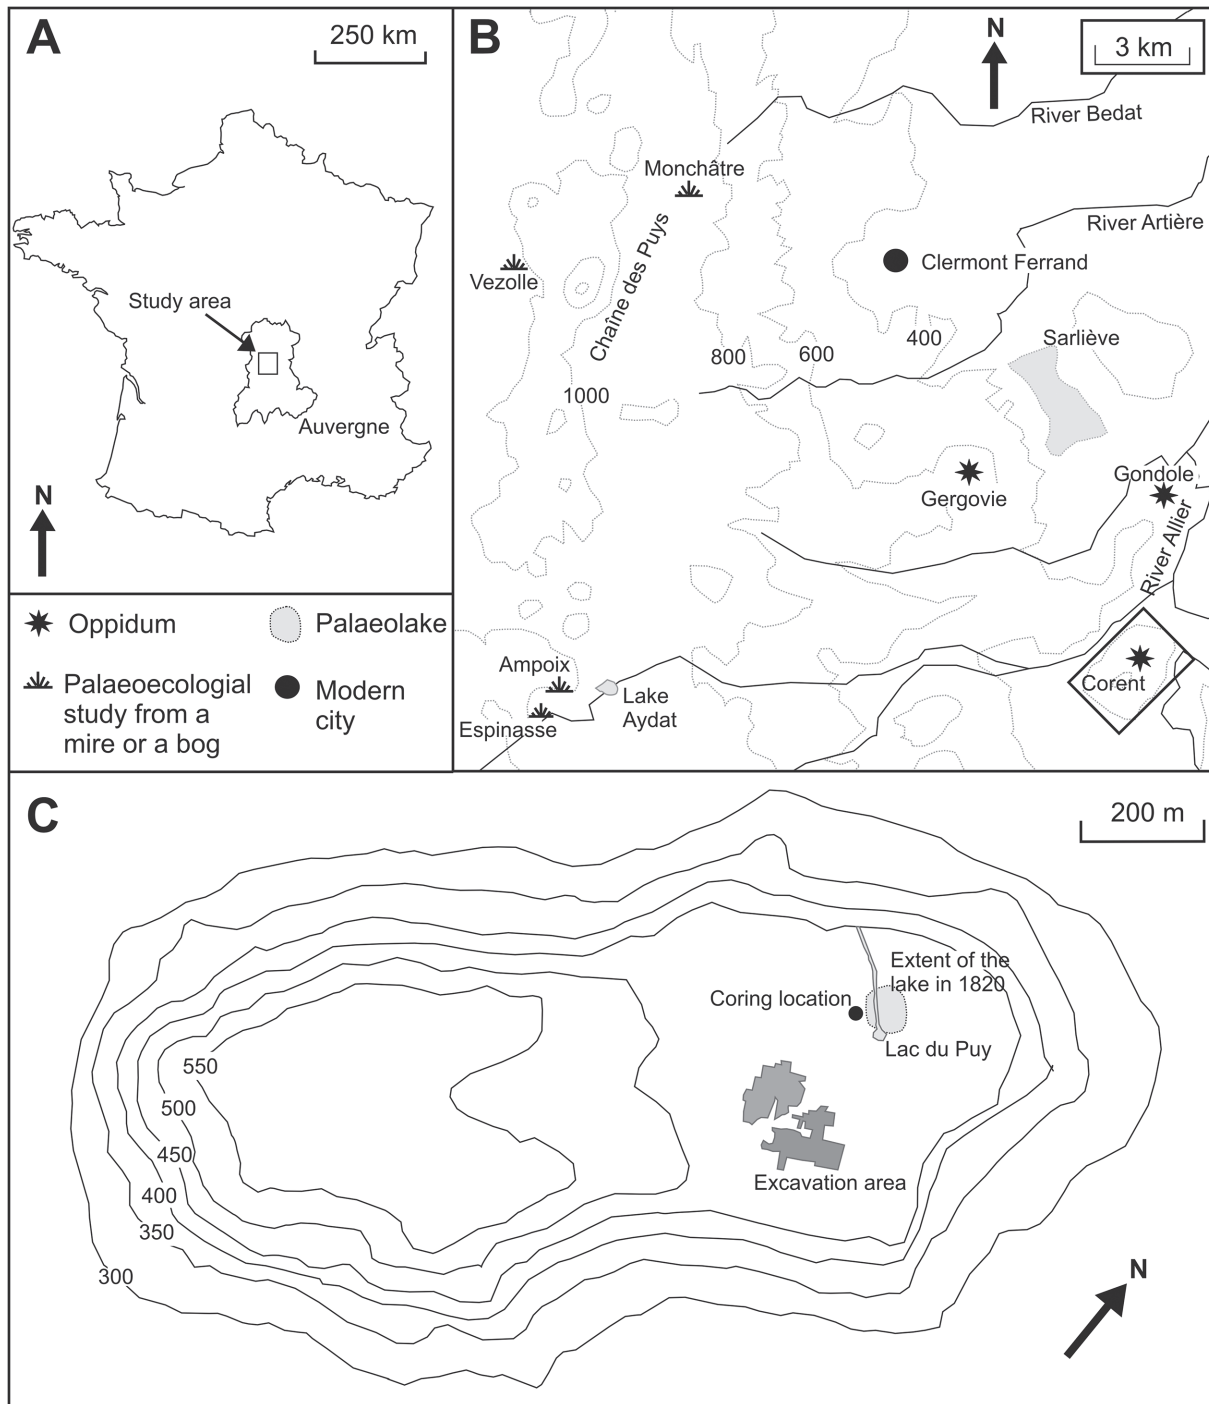 A
250 km
Study area
Auvergne
N
Oppidum
Palaeolake
Palaeoecologial
study from a
mire or a bog
Modern
city
B
N
3 km
River Bedat
Monchâtre
River Artière
Chaîne des Puys
Clermont Ferrand
Vezolle
800
600
400
Sarliève
1000
Gergovie
Gondole
River Allier
Ampoix
Lake
Aydat
Espinasse
Corent
C
200 m
Extent of the
lake in 1820
Coring location
Lac du Puy
550
500
450
400
350
300
Excavation area
N